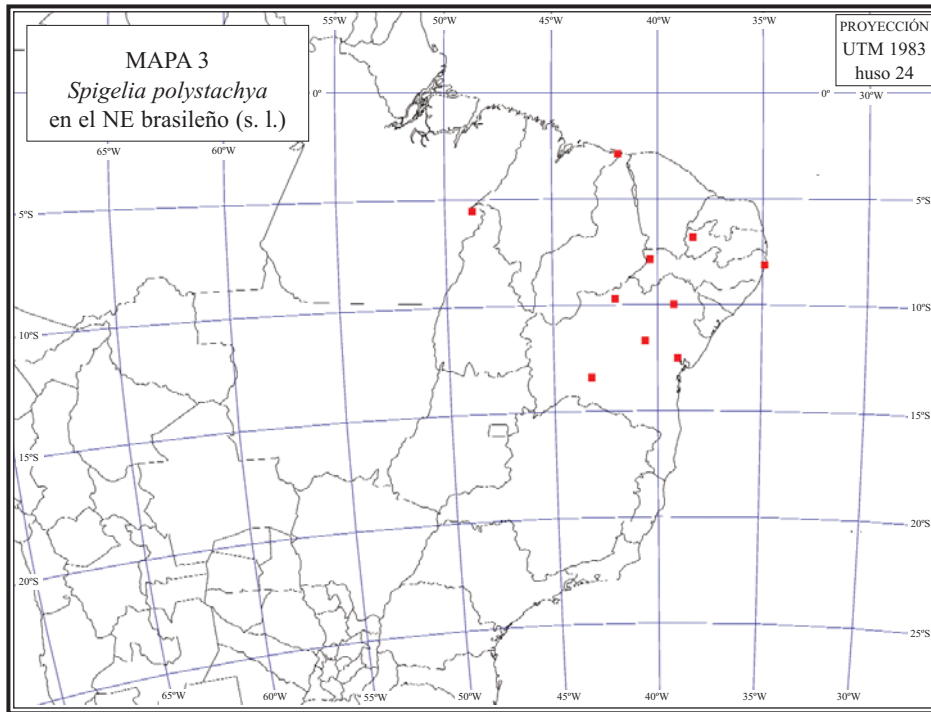 55ºW
50ºW
45ºW
40ºW
35ºW
MAPA 3
Spigelia polystachya
en el NE brasileño (s. l.)
PROYECCIÓN
UTM 1983
huso 24
0º
0º
30ºW
65ºW
60ºW
5ºS
5ºS
10ºS
10ºS
15ºS
15ºS
20ºS
20ºS
25ºS
65ºW
60ºW
55ºW
50ºW
45ºW
40ºW
35ºW
30ºW